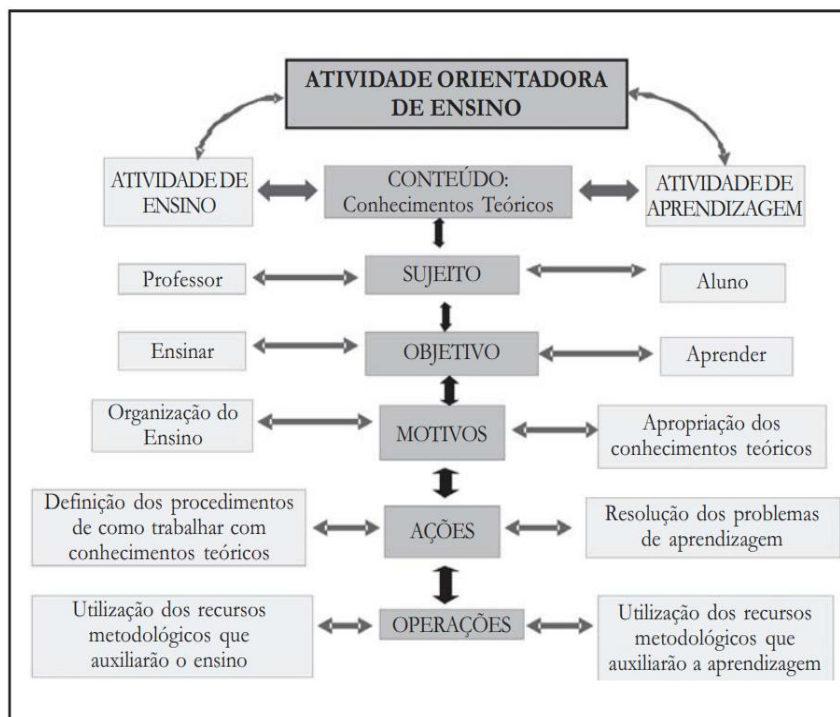 ATIVIDADE ORIENTADORA
DE ENSINO
ATIVIDADE DE
ENSINO
CONTEÚDO:
Conhecimentos Teóricos
ATIVIDADE DE
APRENDIZAGEM
Professor
SUJEITO
Aluno
Ensinar
OBJETIVO
Aprender
Organização do
Ensino
MOTIVOS
Apropriação dos
conhecimentos teóricos
Definição dos procedimentos
de como trabalhar com
conhecimentos teóricos
AÇÕES
Resolução dos problemas
de aprendizagem
Utilização dos recursos
metodológicos que
auxiliarão o ensino
OPERAÇÕES
Utilização dos recursos
metodológicos que
auxiliarão a aprendizagem